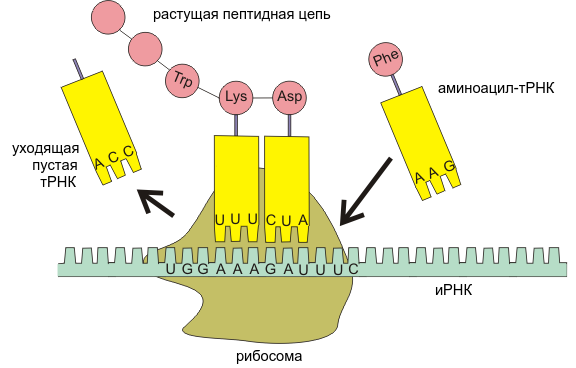 растущая пептидная цепь
Phe
Trp
Lys
Asp
аминоацил-тРНК
уходящая
пустая
тРНК
A C C
A A G
U U U C U A
U G G A A A G A U U U C
иРНК
рибосома